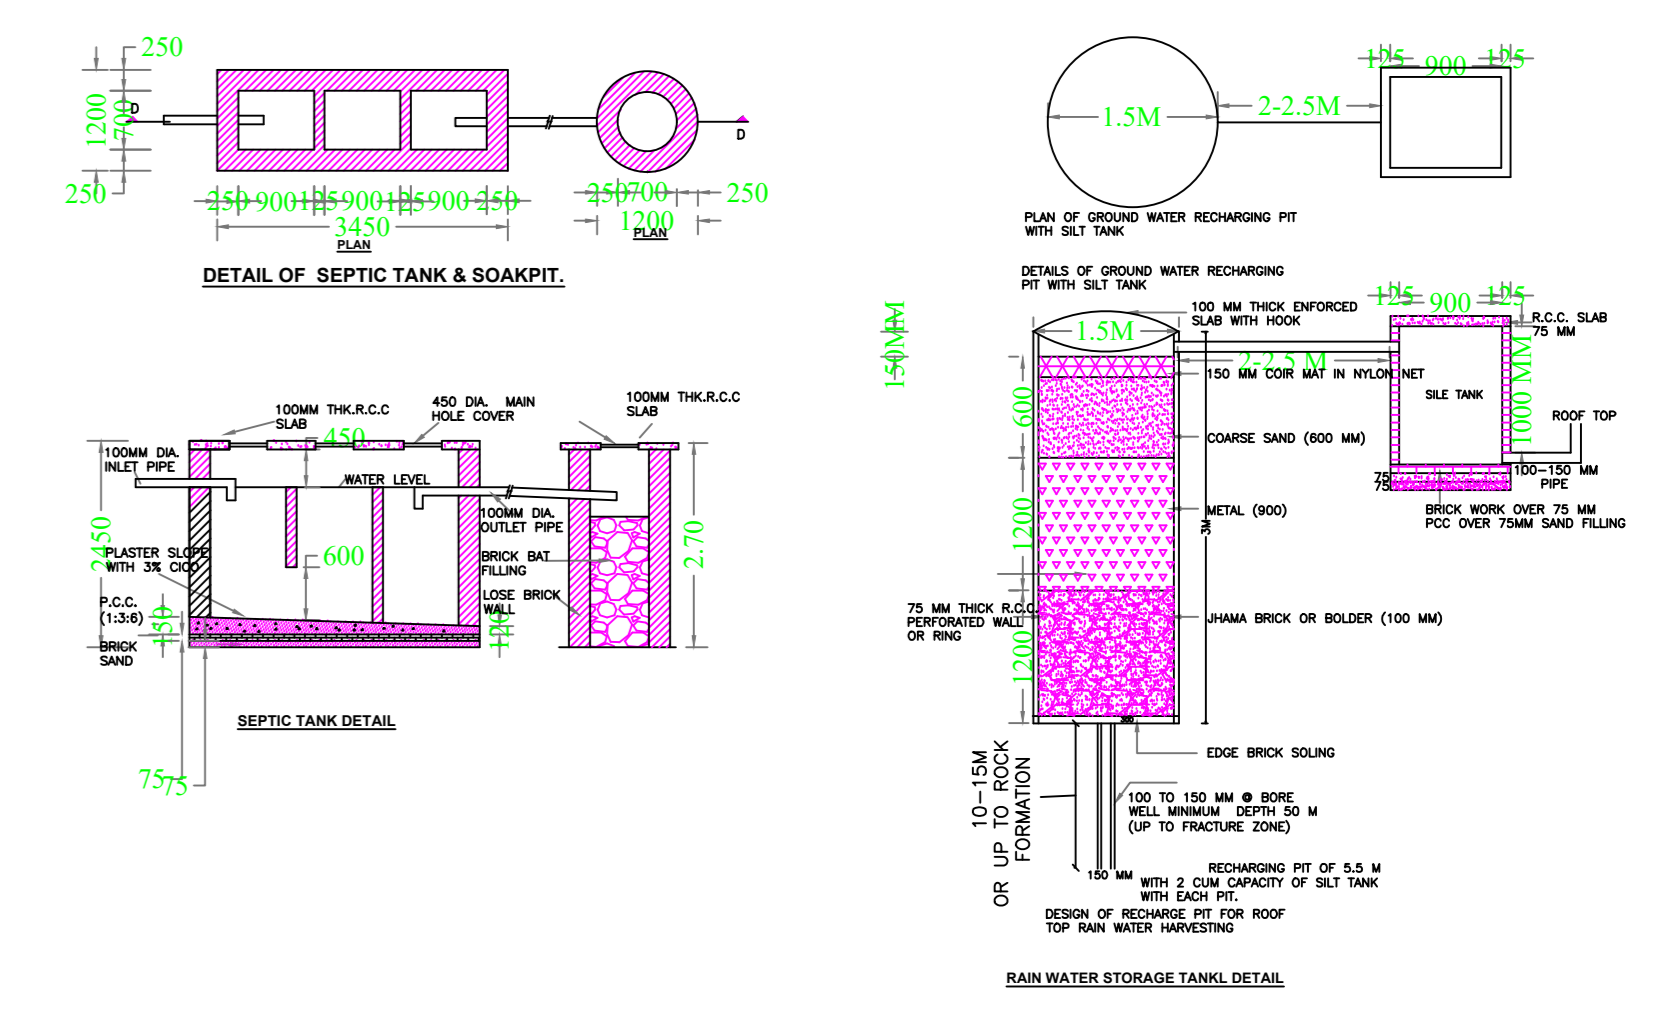 250
1200
700
D
D
250
250
900
125
900
125
900
250
3450
PLAN
250
700
250
1200
PLAN
DETAIL OF SEPTIC TANK & SOAKPIT.
125
900
125
1.5M
2-2.5M
PLAN OF GROUND WATER RECHARGING PIT
WITH SILT TANK
DETAILS OF GROUND WATER RECHARGING
PIT WITH SILT TANK
100 MM THICK ENFORCED
SLAB WITH HOOK
150MM
1.5M
125
900
125
R.C.C. SLAB
75 MM
2-2.5 M
150 MM COIR MAT IN NYLON NET
1000 MM
SILE TANK
ROOF TOP
600
COARSE SAND (600 MM)
100-150 MM
PIPE
75
75
1200
METAL (900)
3M
BRICK WORK OVER 75 MM
PCC OVER 75MM SAND FILLING
75 MM THICK R.C.C.
PERFORATED WALL
OR RING
JHAMA BRICK OR BOLDER (100 MM)
1200
300
EDGE BRICK SOLING
10-15M
OR UP TO ROCK
FORMATION
100 TO 150 MM @ BORE
WELL MINIMUM DEPTH 50 M
(UP TO FRACTURE ZONE)
150 MM
RECHARGING PIT OF 5.5 M
WITH 2 CUM CAPACITY OF SILT TANK
WITH EACH PIT.
DESIGN OF RECHARGE PIT FOR ROOF
TOP RAIN WATER HARVESTING
RAIN WATER STORAGE TANKL DETAIL
100MM THK.R.C.C
SLAB
450 DIA. MAIN
HOLE COVER
100MM THK.R.C.C
SLAB
450
100MM DIA.
INLET PIPE
WATER LEVEL
100MM DIA.
OUTLET PIPE
2450
2.70
PLASTER SLOPE
WITH 3% CICO
600
BRICK BAT
FILLING
LOSE BRICK
WALL
P.C.C.
(1:3:6)
150
120
BRICK
SAND
SEPTIC TANK DETAIL
75
75